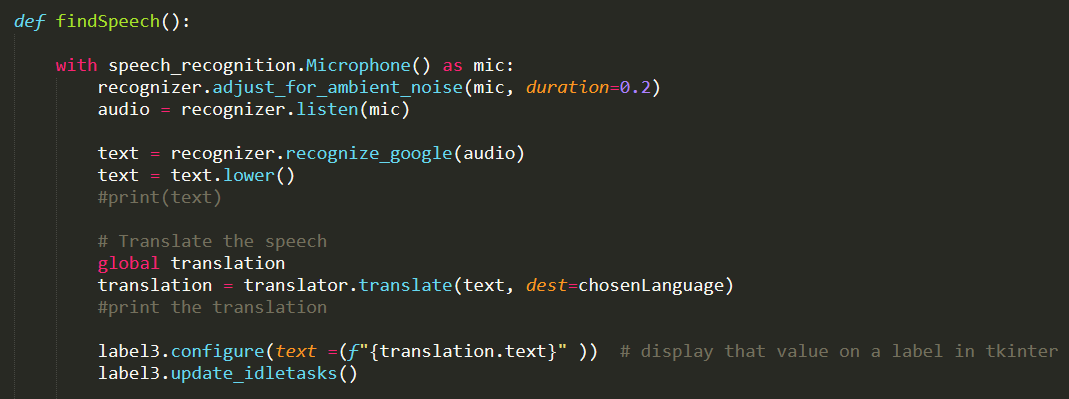 def findSpeech():
with speech_recognition.Microphone() as mic:
recognizer.adjust_for_ambient_noise(mic, duration=0.2)
audio = recognizer.listen(mic)
text = recognizer.recognize_google(audio)
text = text.lower()
#print(text)
# Translate the speech
global translation
translation = translator.translate(text, dest=chosenLanguage)
#print the translation
label3.configure(text =(f"{translation.text}" ))  # display that value on a label in tkinter
label3.update_idletasks()